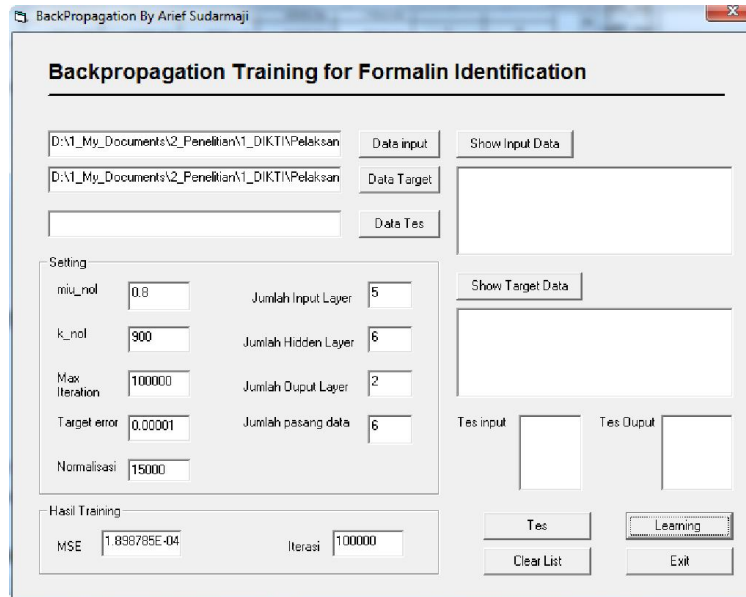 BackPropagation By Arief Sudarmaji
Backpropagation Training for Formalin Identification
D:\1_My_Documents\2_Penelitian\1_DIKTI\Pelaksan
Data input
Show Input Data
D:\1_My_Documents\2_Penelitian\1_DIKTI\Pelaksan
Data Target
Data Tes
Setting
miu_nol 0.8
Jumlah Input Layer 5
Show Target Data
k_nol 900
Jumlah Hidden Layer 6
Max Iteration 100000
Jumlah Ouput Layer 2
Target error 0.00001
Jumlah pasang data 6
Tes input
Tes Ouput
Normalisasi 15000
Hasil Training
MSE 1.898785E-04
Iterasi 100000
Tes
Learning
Clear List
Exit